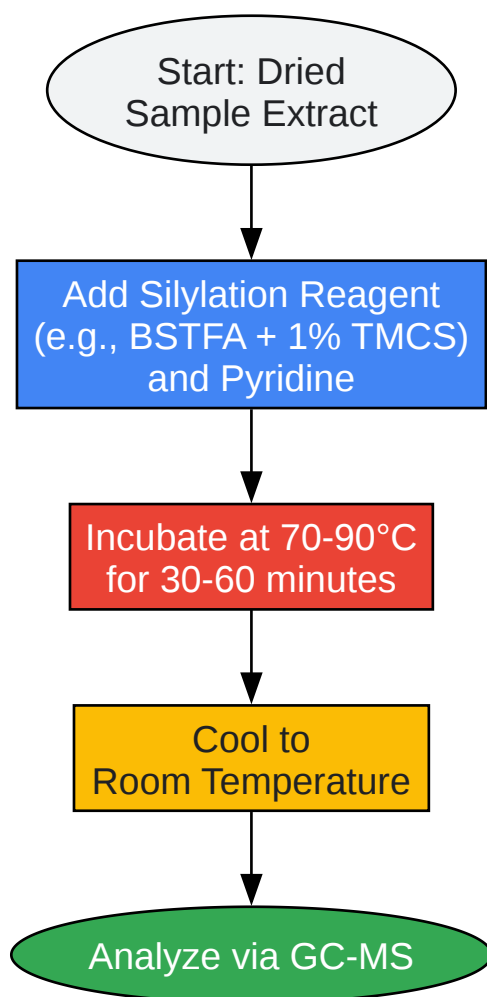 Start: Dried
Sample Extract
Add Silylation Reagent
(e.g., BSTFA + 1% TMCS)
and Pyridine
Incubate at 70-90°C
for 30-60 minutes
Cool to
Room Temperature
Analyze via GC-MS